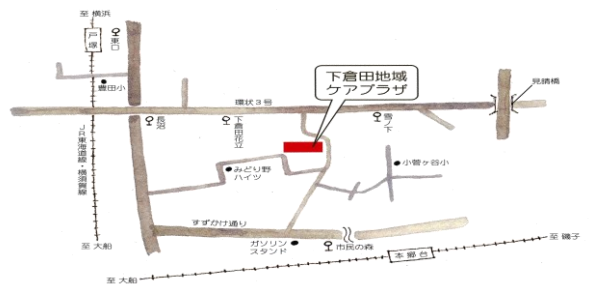 至 横浜
戸塚
東口
豊田小
下倉田地域
ケアプラザ
見晴橋
環状3号
長沼
下倉田花立
雪ノ下
JR東海道線・横須賀線
みどり野
ハイツ
小菅ヶ谷小
すずかけ通り
至 大船
ガソリン
スタンド
市民の森
本郷台
至 磯子
至 大船